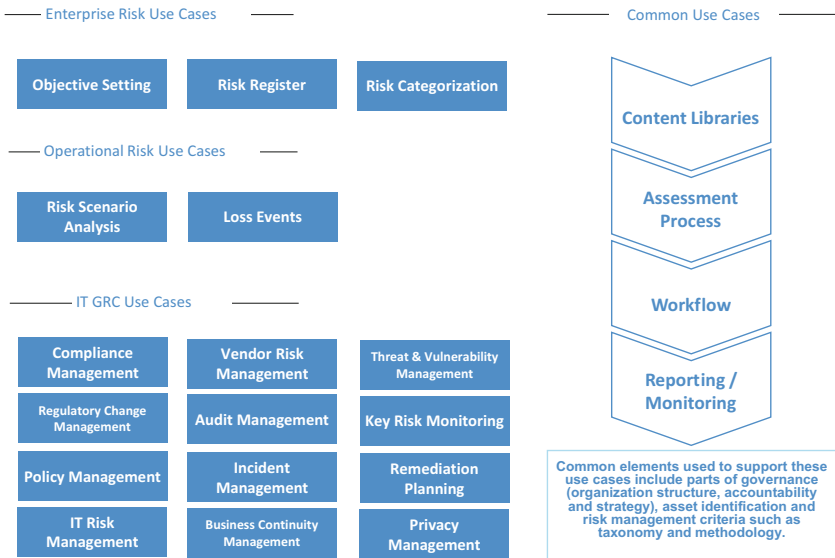 Enterprise Risk Use Cases
Objective Setting
Risk Register
Risk Categorization
Operational Risk Use Cases
Risk Scenario
Analysis
Loss Events
IT GRC Use Cases
Compliance
Management
Vendor Risk
Management
Threat & Vulnerability
Management
Regulatory Change
Management
Audit Management
Key Risk Monitoring
Policy Management
Incident
Management
Remediation
Planning
IT Risk
Management
Business Continuity
Management
Privacy
Management
Common Use Cases
Content Libraries
Assessment
Process
Workflow
Reporting /
Monitoring
Common elements used to support these
use cases include parts of governance
(organization structure, accountability
and strategy), asset identification and
risk management criteria such as
taxonomy and methodology.